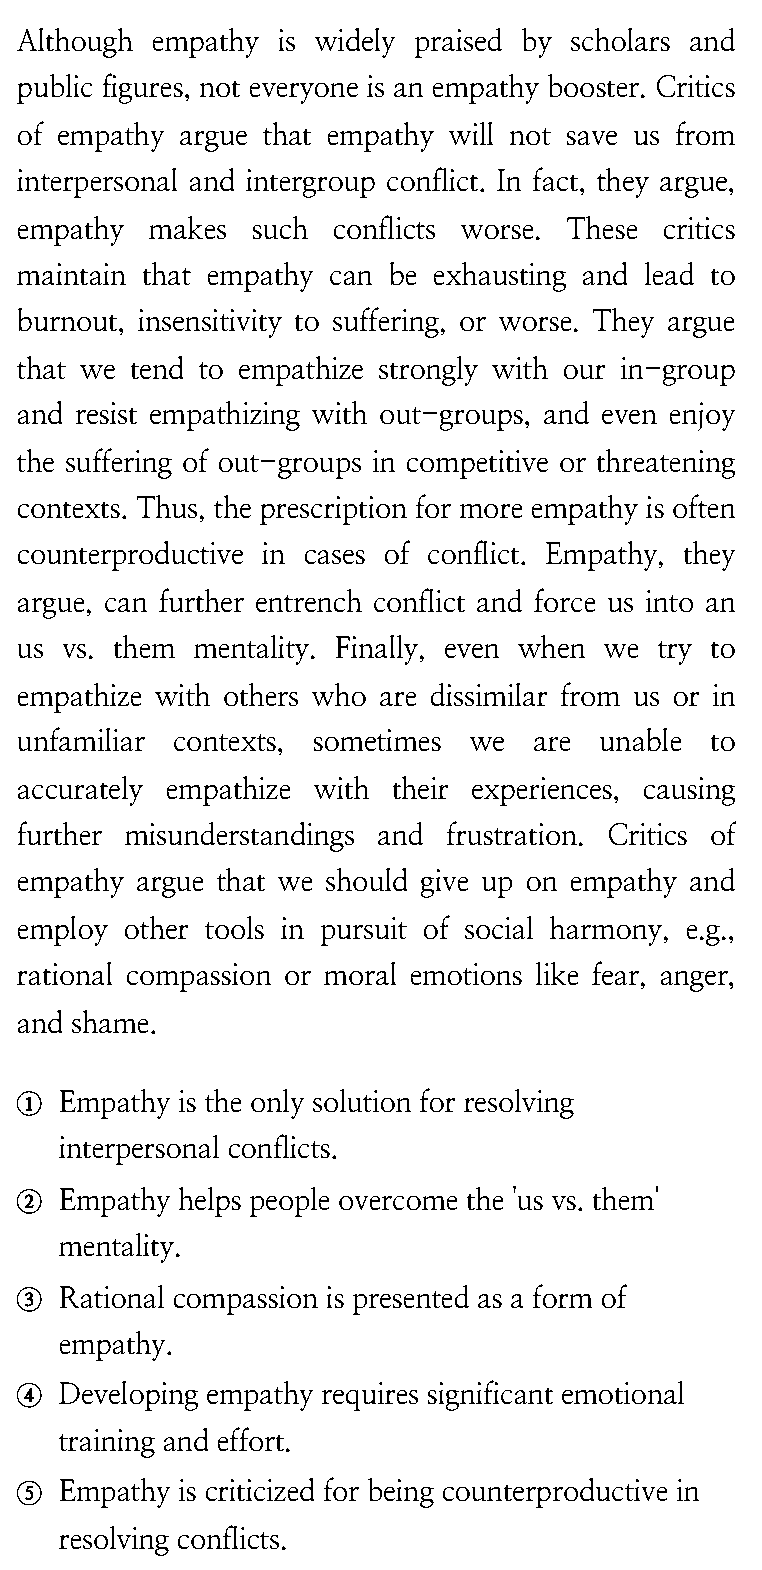 Although empathy is widely praised by scholars and
public figures, not everyone is an empathy booster. Critics
of empathy argue that empathy will not save us from
interpersonal and intergroup conflict. In fact, they argue,
empathy makes such conflicts worse. These critics
maintain that empathy can be exhausting and lead to
burnout, insensitivity to suffering, or worse. They argue
that we tend to empathize strongly with our in-group
and resist empathizing with out-groups, and even enjoy
the suffering of out-groups in competitive or threatening
contexts. Thus, the prescription for more empathy is often
counterproductive in cases of conflict. Empathy, they
argue, can further entrench conflict and force us into an
us vs. them mentality. Finally, even when we try to
empathize with others who are dissimilar from us or in
unfamiliar contexts, sometimes we are unable to
accurately empathize with their experiences, causing
further misunderstandings and frustration. Critics of
empathy argue that we should give up on empathy and
employ other tools in pursuit of social harmony, e.g.,
rational compassion or moral emotions like fear, anger,
and shame.
① Empathy is the only solution for resolving
interpersonal conflicts.
② Empathy helps people overcome the 'us vs. them'
mentality.
③ Rational compassion is presented as a form of
empathy.
④ Developing empathy requires significant emotional
training and effort.
⑤ Empathy is criticized for being counterproductive in
resolving conflicts.